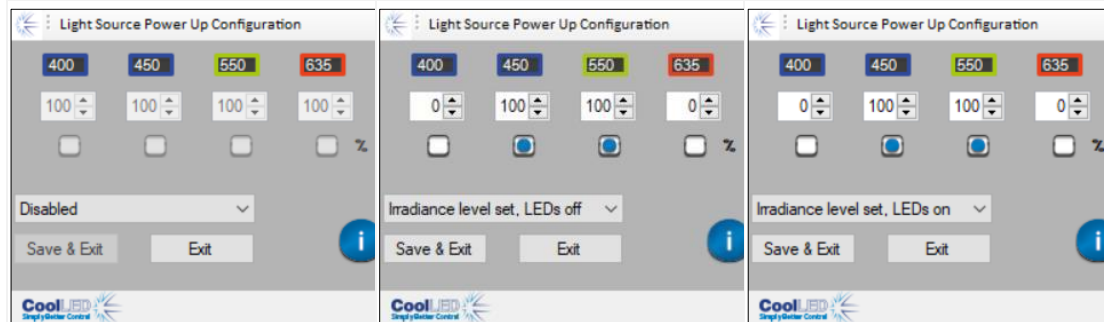 Light Source Power Up Configuration
400 450 550 635
100 100 100 100
%
Disabled
Save & Exit Exit
i
CoolLED
Simply Better Control
Light Source Power Up Configuration
400 450 550 635
0 100 100 0
%
Irradiance level set, LEDs off
Save & Exit Exit
i
CoolLED
Simply Better Control
Light Source Power Up Configuration
400 450 550 635
0 100 100 0
%
Irradiance level set, LEDs on
Save & Exit Exit
i
CoolLED
Simply Better Control